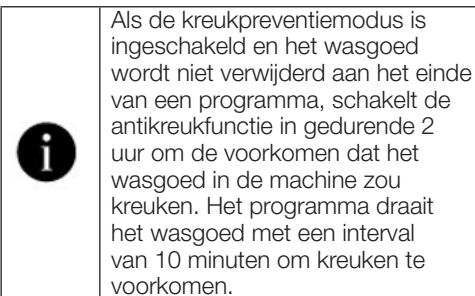 Als de kreukpreventiemodus is
ingeschakeld en het wasgoed
wordt niet verwijderd aan het einde
van een programma, schakelt de
antikreukfunctie in gedurende 2
uur om de voorkomen dat het
wasgoed in de machine zou
kreuken. Het programma draait
het wasgoed met een interval
van 10 minuten om kreuken te
voorkomen.